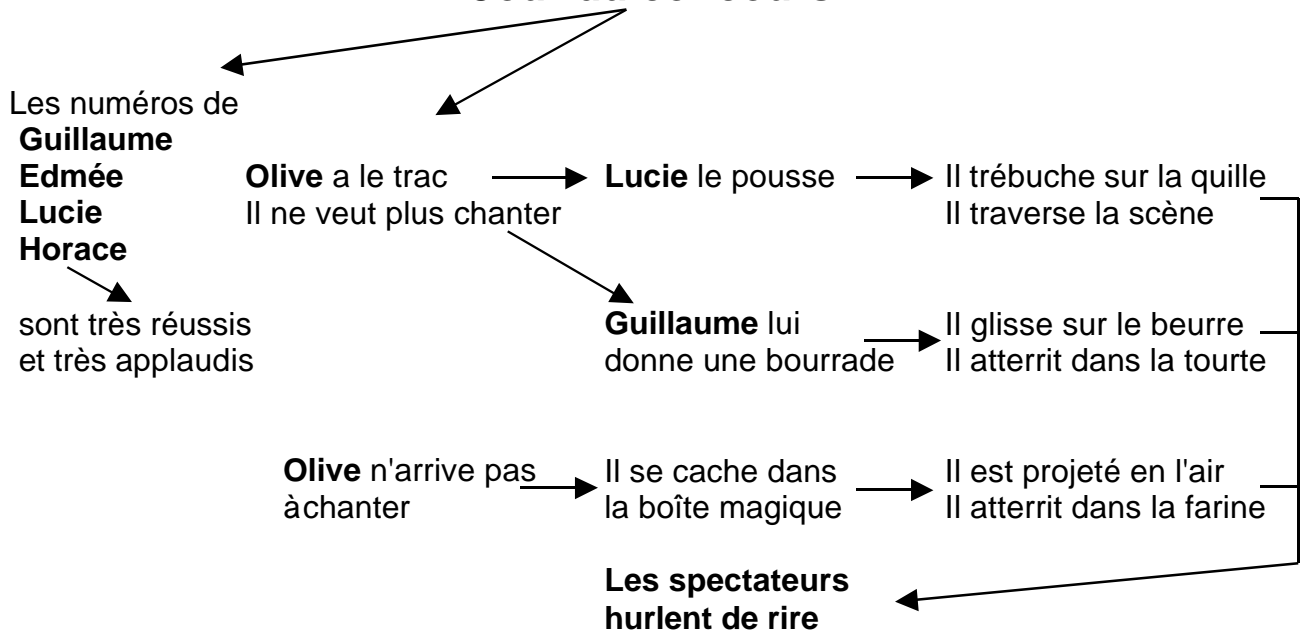 Les numéros de
Guillaume
Edmée
Lucie
Horace
sont très réussis
et très applaudis
Olive a le trac
Il ne veut plus chanter
Lucie le pousse
Il trébuche sur la quille
Il traverse la scène
Guillaume lui
donne une bourrade
Il glisse sur le beurre
Il atterrit dans la tourte
Olive n'arrive pas
àchanter
Il se cache dans
la boîte magique
Il est projeté en l'air
Il atterrit dans la farine
Les spectateurs
hurlent de rire